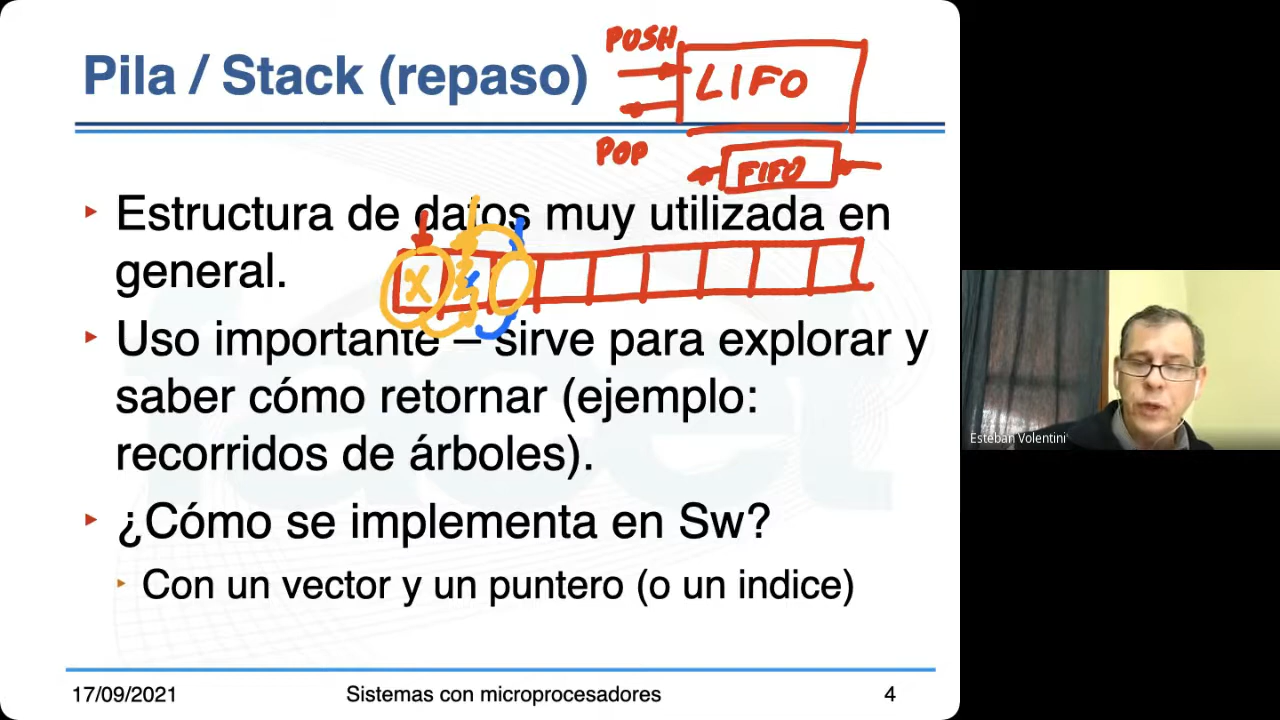 Pila / Stack (repaso)
PUSH
LIFO
POP
FIFO
Estructura de datos muy utilizada en
general.
X
Uso importante – sirve para explorar y
saber cómo retornar (ejemplo:
recorridos de árboles).
¿Cómo se implementa en Sw?
Con un vector y un puntero (o un indice)
17/09/2021
Sistemas con microprocesadores
4
Esteban Volentini